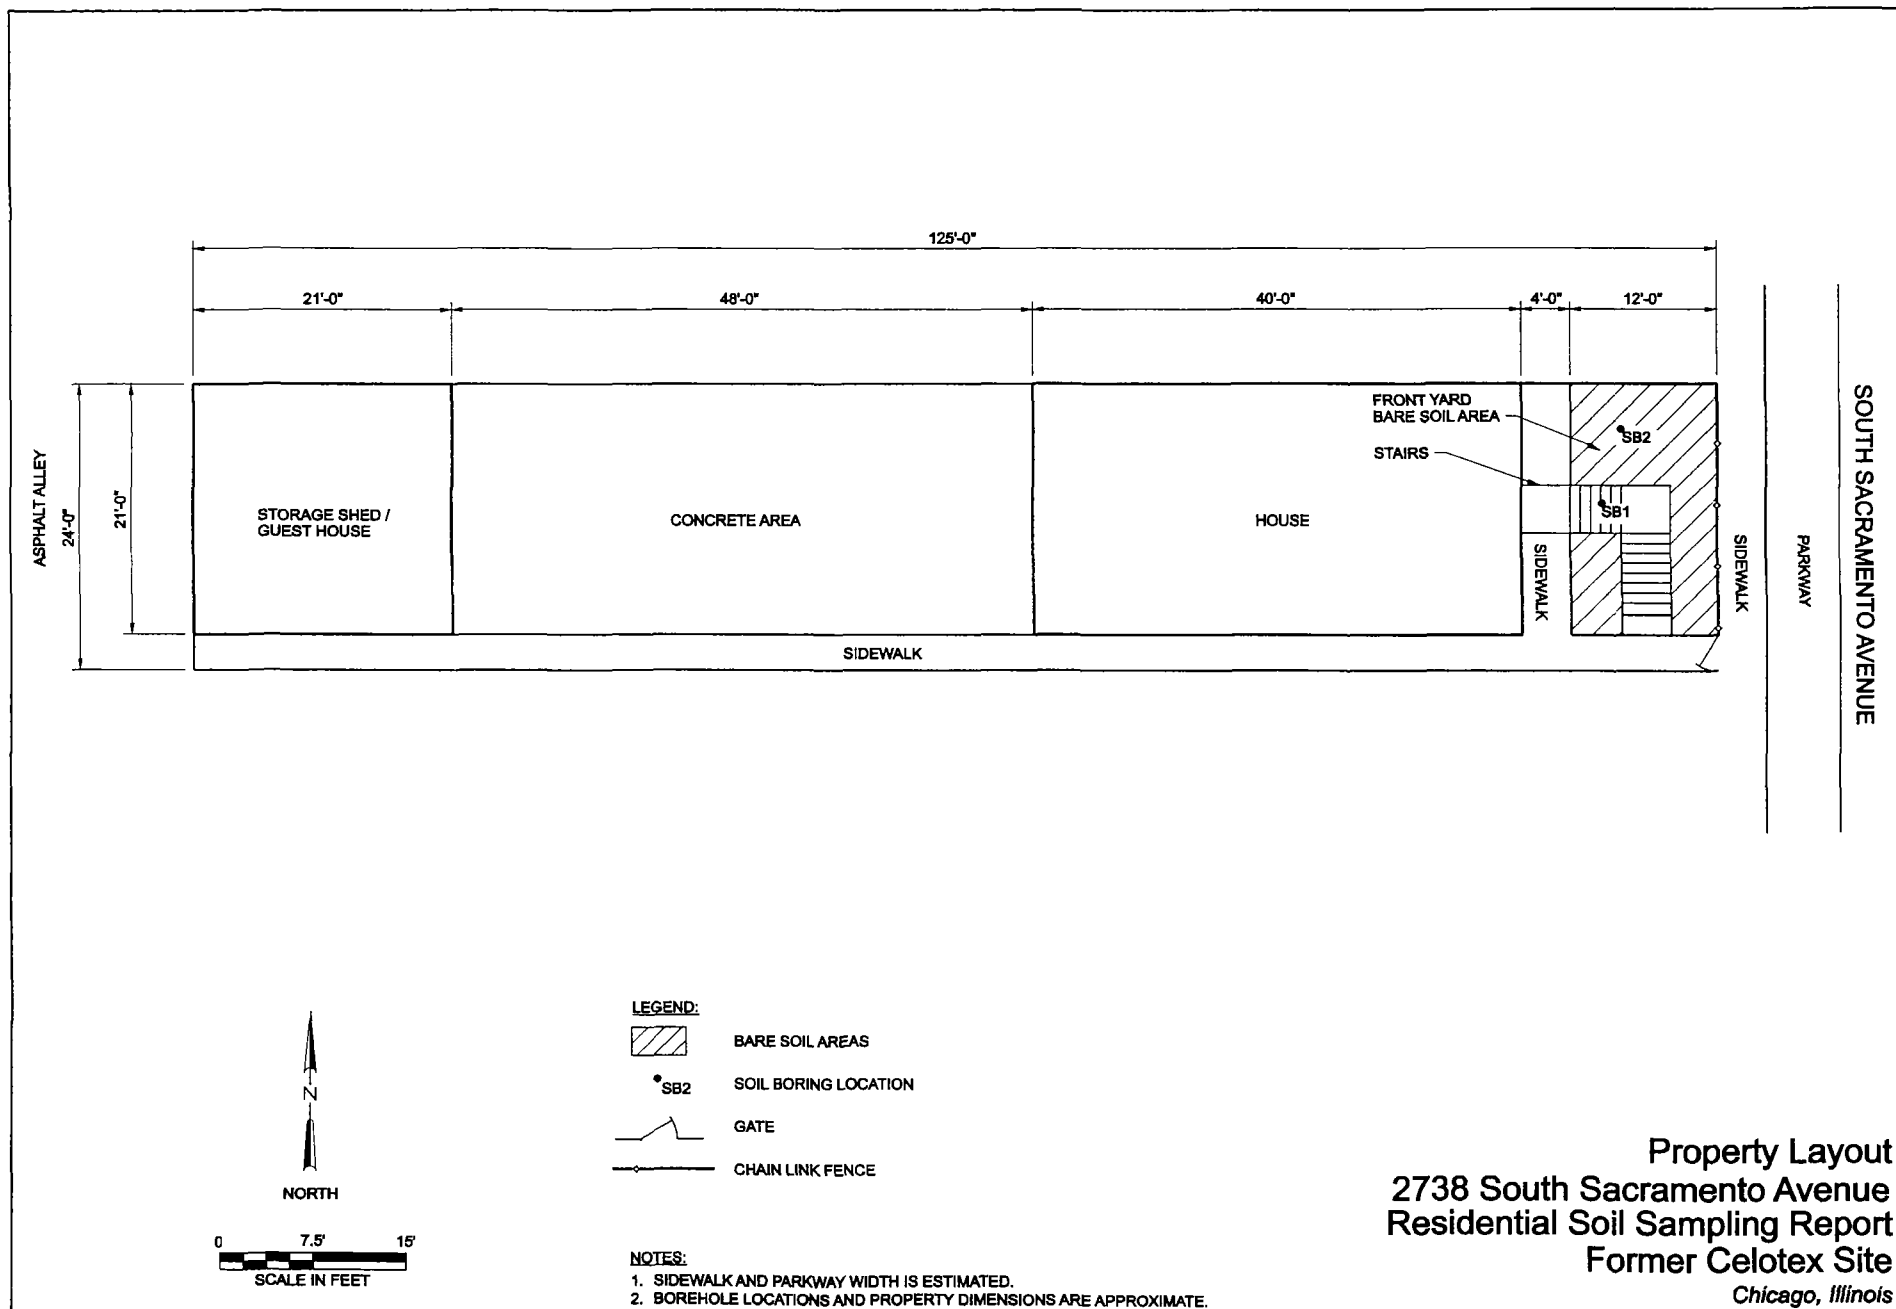 125'-0"
21'-0"
48'-0"
40'-0"
4'-0"
12'-0"
ASPHALT ALLEY
24'-0"
21'-0"
STORAGE SHED /
GUEST HOUSE
CONCRETE AREA
HOUSE
FRONT YARD
BARE SOIL AREA
STAIRS
SB2
SB1
SIDEWALK
SIDEWALK
SIDEWALK
PARKWAY
SOUTH SACRAMENTO AVENUE
N
NORTH
0 7.5' 15'
SCALE IN FEET
LEGEND:
BARE SOIL AREAS
SB2 SOIL BORING LOCATION
GATE
CHAIN LINK FENCE
NOTES:
1. SIDEWALK AND PARKWAY WIDTH IS ESTIMATED.
2. BOREHOLE LOCATIONS AND PROPERTY DIMENSIONS ARE APPROXIMATE.
Property Layout
2738 South Sacramento Avenue
Residential Soil Sampling Report
Former Celotex Site
Chicago, Illinois